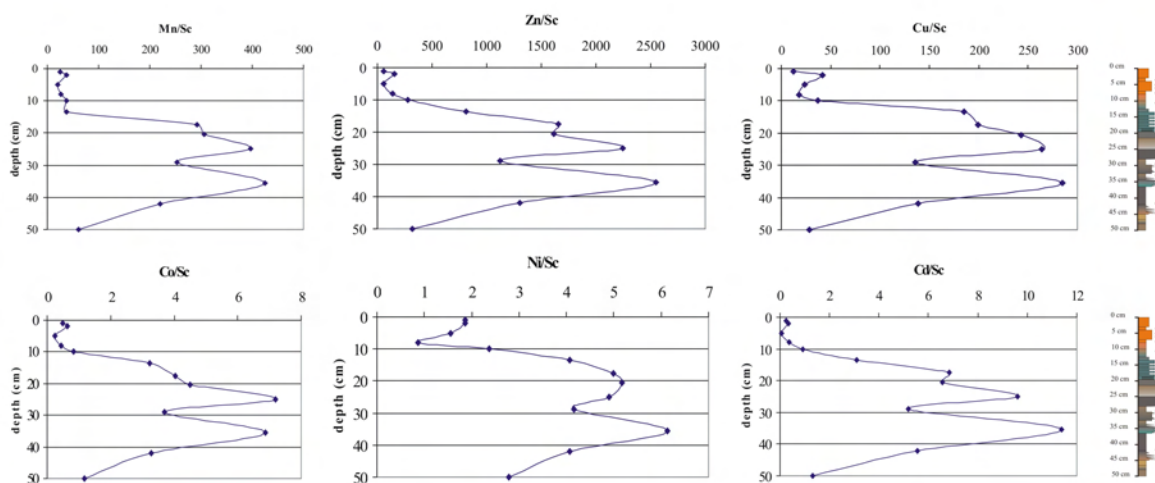 Mn/Sc
0 100 200 300 400 500
0
10
20
30
40
50
depth (cm)
Zn/Sc
0 500 1000 1500 2000 2500 3000
0
10
20
30
40
50
depth (cm)
Cu/Sc
0 50 100 150 200 250 300
0
10
20
30
40
50
depth (cm)
0 cm
5 cm
10 cm
15 cm
20 cm
25 cm
30 cm
35 cm
40 cm
45 cm
50 cm
Co/Sc
0 2 4 6 8
0
10
20
30
40
50
depth (cm)
Ni/Sc
0 1 2 3 4 5 6 7
0
10
20
30
40
50
depth (cm)
Cd/Sc
0 2 4 6 8 10 12
0
10
20
30
40
50
depth (cm)
0 cm
5 cm
10 cm
15 cm
20 cm
25 cm
30 cm
35 cm
40 cm
45 cm
50 cm